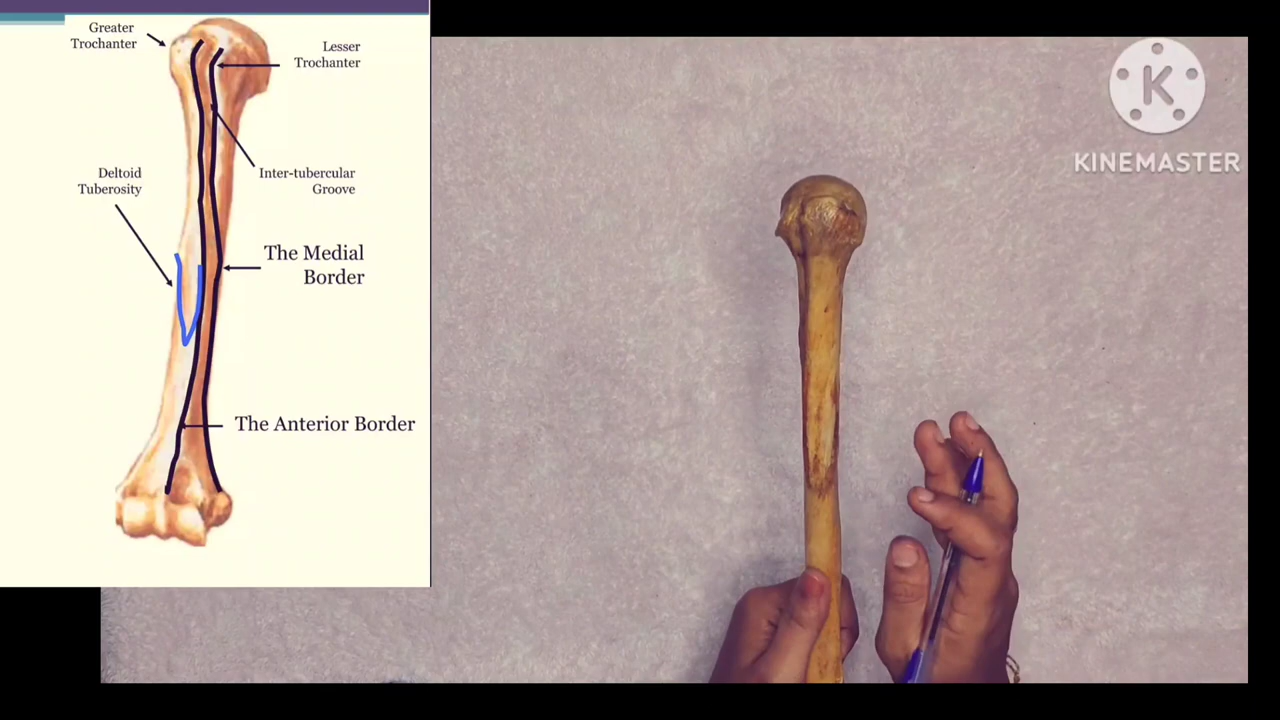 Greater
Trochanter
Lesser
Trochanter
Deltoid
Tuberosity
Inter-tubercular
Groove
The Medial
Border
The Anterior Border
K
KINEMASTER